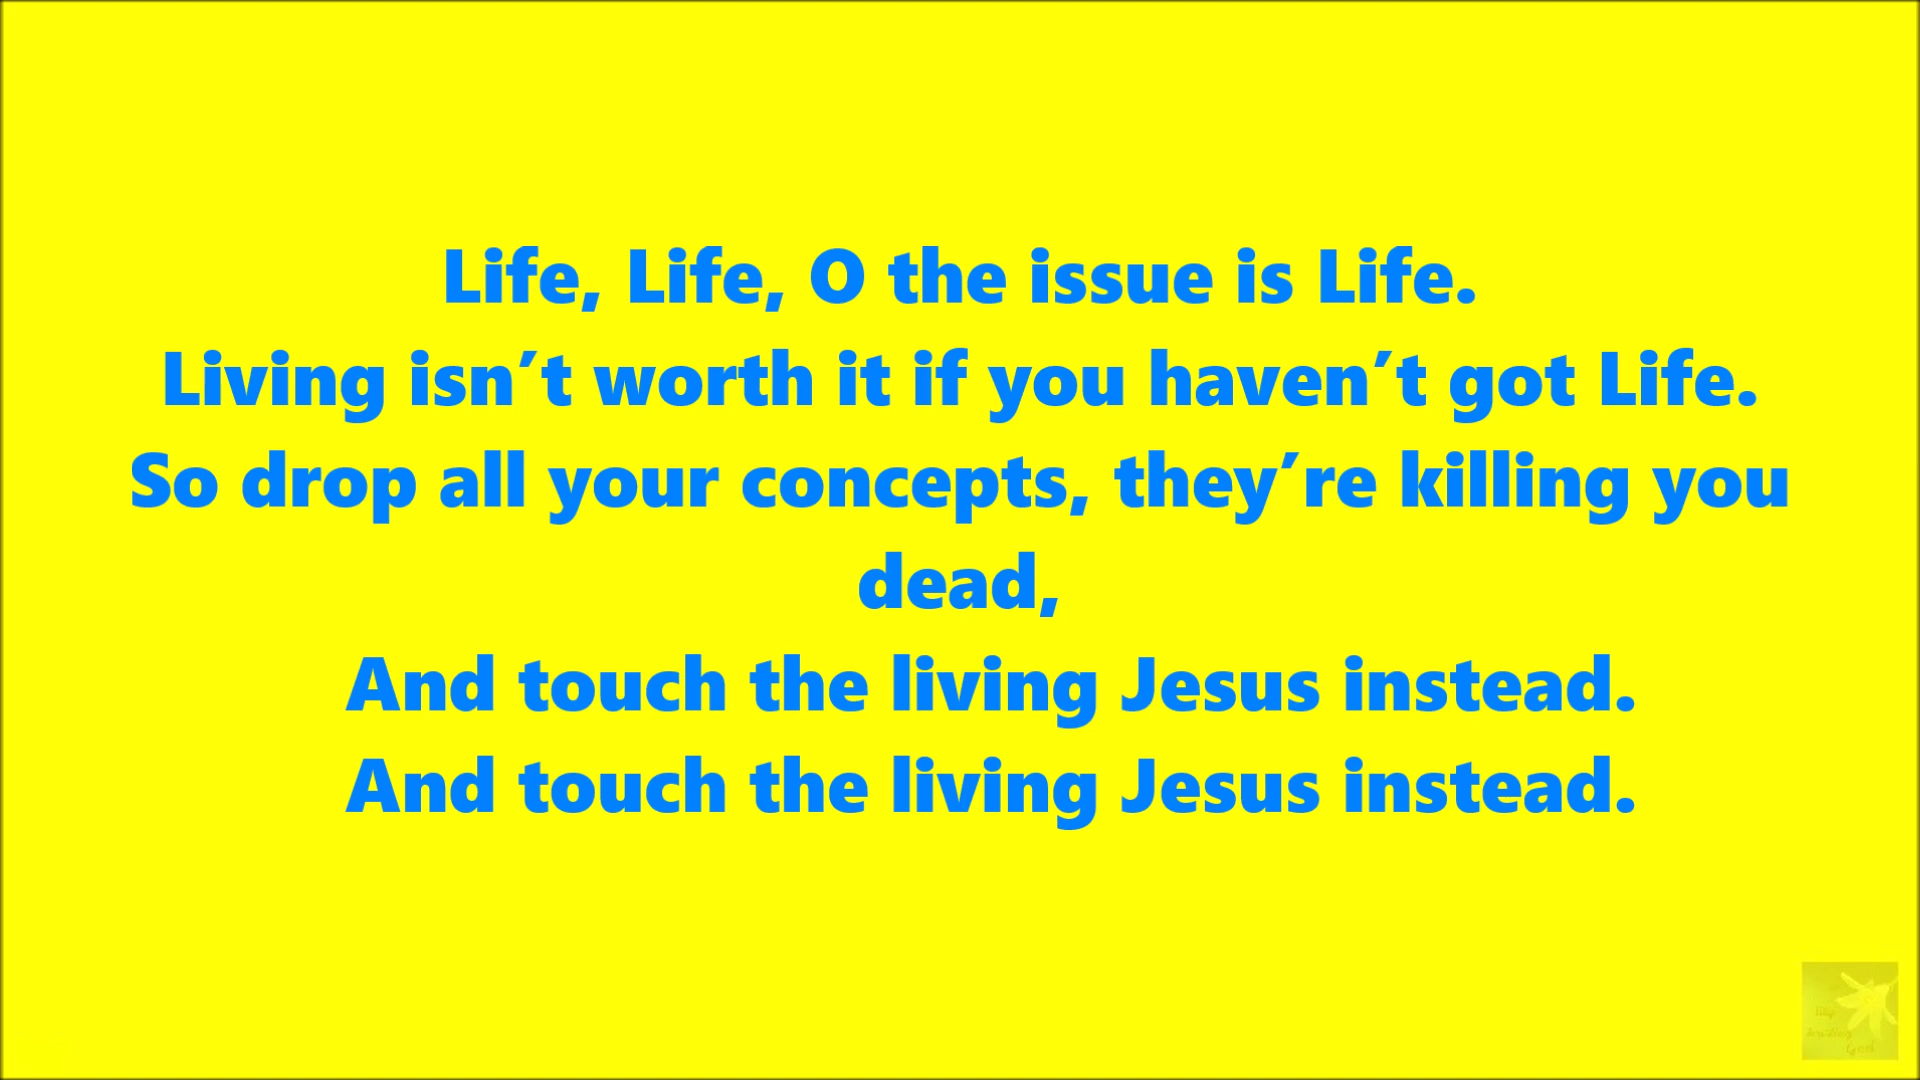 Life, Life, O the issue is Life.
Living isn’t worth it if you haven’t got Life.
So drop all your concepts, they’re killing you
dead,
And touch the living Jesus instead.
And touch the living Jesus instead.
God